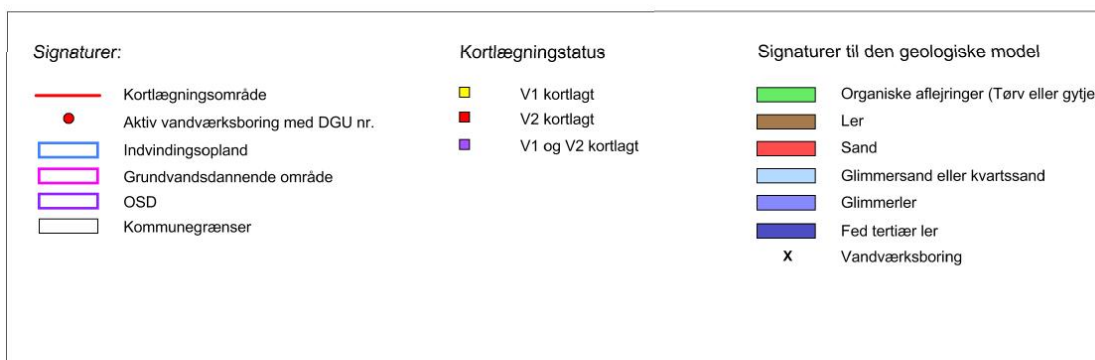 Signaturer:
Kortlægningsområde
Aktiv vandværksboring med DGU nr.
Indvindingsopland
Grundvandsdannende område
OSD
Kommunegrænser
Kortlægningstatus
V1 kortlagt
V2 kortlagt
V1 og V2 kortlagt
Signaturer til den geologiske model
Organiske aflejringer (Tørv eller gytje
Ler
Sand
Glimmersand eller kvartssand
Glimmerler
Fed tertiær ler
X Vandværksboring